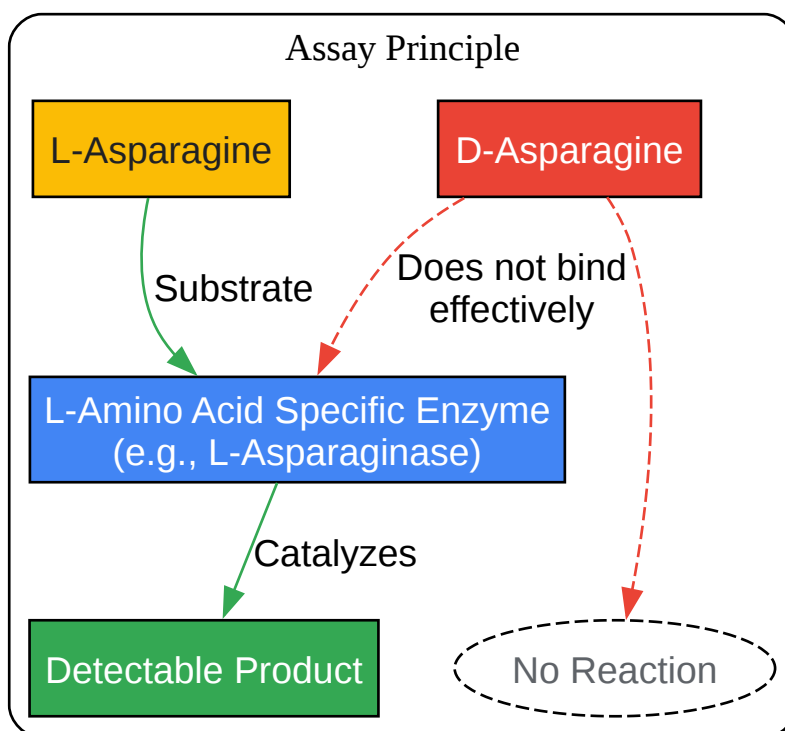 Assay Principle
L-Asparagine
D-Asparagine
Substrate
Does not bind
effectively
L-Amino Acid Specific Enzyme
(e.g., L-Asparaginase)
Catalyzes
Detectable Product
No Reaction